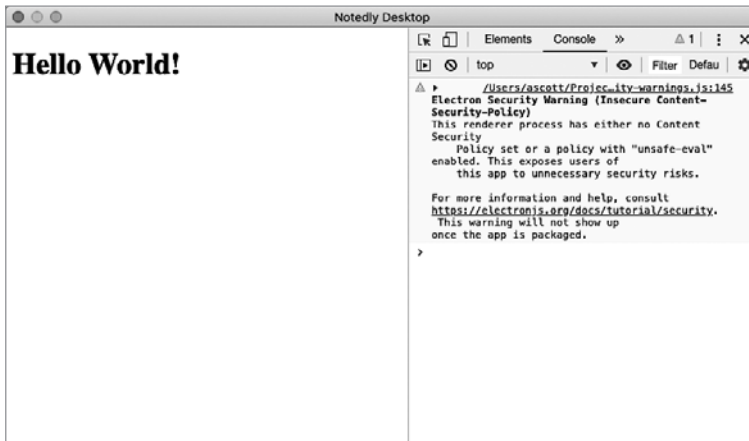 Notedly Desktop
Hello World!
Elements Console » 1
top Filter Defau
/Users/ascott/Projec…ity-warnings.js:145
Electron Security Warning (Insecure Content-
Security-Policy)
This renderer process has either no Content
Security
Policy set or a policy with "unsafe-eval"
enabled. This exposes users of
this app to unnecessary security risks.
For more information and help, consult
https://electronjs.org/docs/tutorial/security.
This warning will not show up
once the app is packaged.
>